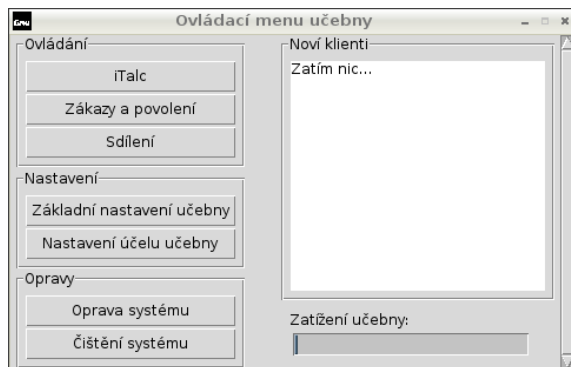 Ovládací menu učebny
Ovládání
iTalc
Zákazy a povolení
Sdílení
Nastavení
Základní nastavení učebny
Nastavení účelu učebny
Opravy
Oprava systému
Čištění systému
Noví klienti
Zatím nic...
Zatížení učebny: